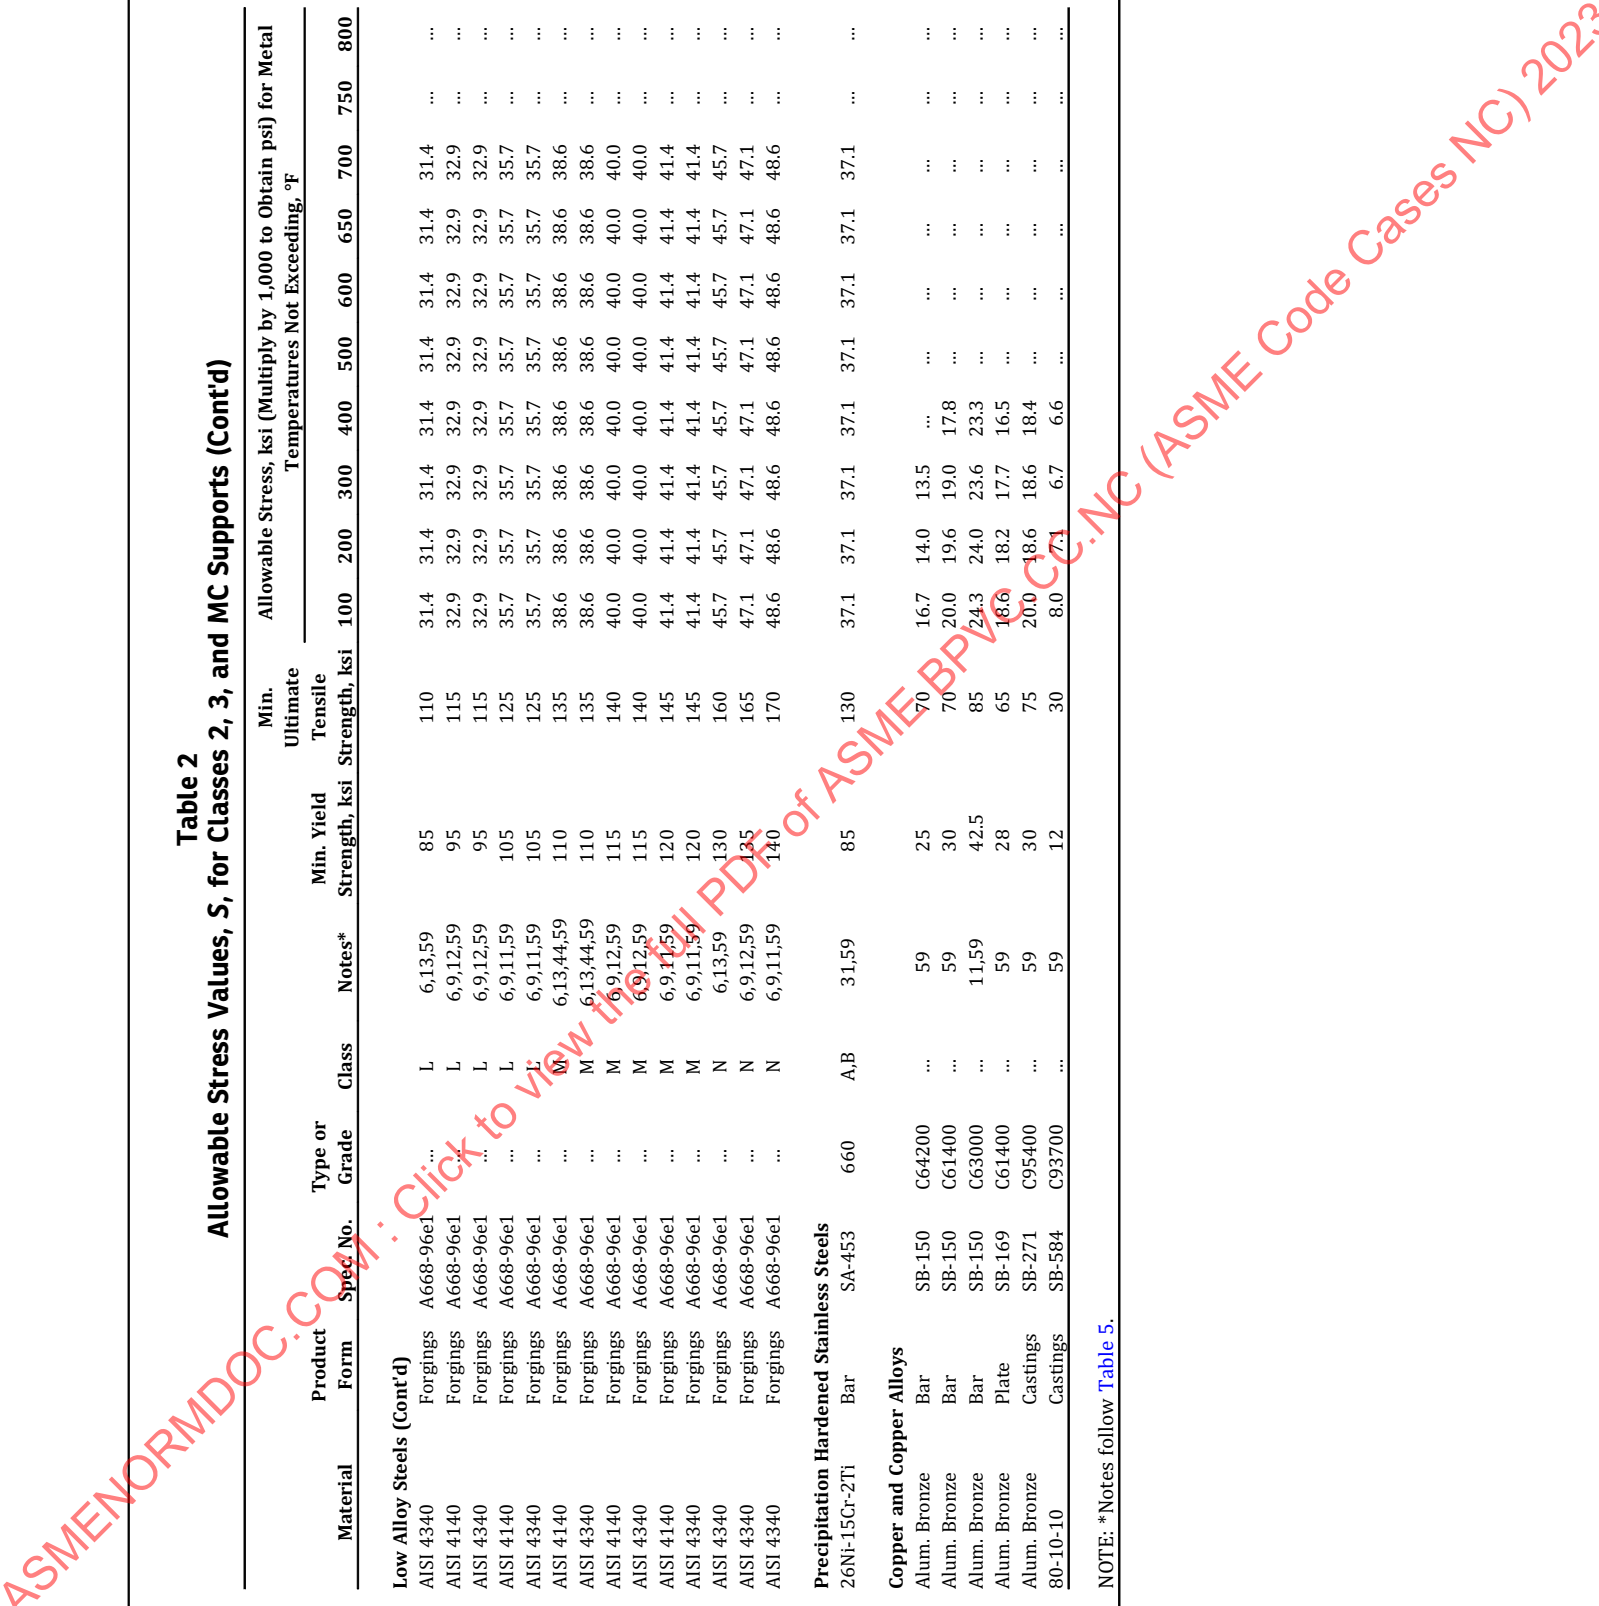 Table 2
Allowable Stress Values, S, for Classes 2, 3, and MC Supports (Cont'd)
Min. Allowable Stress, ksi (Multiply by 1,000 to Obtain psi) for Metal
Ultimate Temperatures Not Exceeding, °F
Product Type or Min. Yield Tensile
Material Form Spec. No. Grade Class Notes* Strength, ksi Strength, ksi 100 200 300 400 500 600 650 700 750 800
Low Alloy Steels (Cont'd)
AISI 4340 Forgings A668-96e1 ... L 6,13,59 85 110 31.4 31.4 31.4 31.4 31.4 31.4 31.4 31.4 ... ...
AISI 4140 Forgings A668-96e1 ... L 6,9,12,59 95 115 32.9 32.9 32.9 32.9 32.9 32.9 32.9 32.9 ... ...
AISI 4340 Forgings A668-96e1 ... L 6,9,12,59 95 115 32.9 32.9 32.9 32.9 32.9 32.9 32.9 32.9 ... ...
AISI 4140 Forgings A668-96e1 ... L 6,9,11,59 105 125 35.7 35.7 35.7 35.7 35.7 35.7 35.7 35.7 ... ...
AISI 4340 Forgings A668-96e1 ... L 6,9,11,59 105 125 35.7 35.7 35.7 35.7 35.7 35.7 35.7 35.7 ... ...
AISI 4140 Forgings A668-96e1 ... M 6,13,44,59 110 135 38.6 38.6 38.6 38.6 38.6 38.6 38.6 38.6 ... ...
AISI 4340 Forgings A668-96e1 ... M 6,13,44,59 110 135 38.6 38.6 38.6 38.6 38.6 38.6 38.6 38.6 ... ...
AISI 4140 Forgings A668-96e1 ... M 6,9,12,59 115 140 40.0 40.0 40.0 40.0 40.0 40.0 40.0 40.0 ... ...
AISI 4340 Forgings A668-96e1 ... M 6,9,12,59 115 140 40.0 40.0 40.0 40.0 40.0 40.0 40.0 40.0 ... ...
AISI 4140 Forgings A668-96e1 ... M 6,9,11,59 120 145 41.4 41.4 41.4 41.4 41.4 41.4 41.4 41.4 ... ...
AISI 4340 Forgings A668-96e1 ... M 6,9,11,59 120 145 41.4 41.4 41.4 41.4 41.4 41.4 41.4 41.4 ... ...
AISI 4340 Forgings A668-96e1 ... N 6,13,59 130 160 45.7 45.7 45.7 45.7 45.7 45.7 45.7 45.7 ... ...
AISI 4340 Forgings A668-96e1 ... N 6,9,12,59 135 165 47.1 47.1 47.1 47.1 47.1 47.1 47.1 47.1 ... ...
AISI 4340 Forgings A668-96e1 ... N 6,9,11,59 140 170 48.6 48.6 48.6 48.6 48.6 48.6 48.6 48.6 ... ...
Precipitation Hardened Stainless Steels
26Ni-15Cr-2Ti Bar SA-453 660 A,B 31,59 85 130 37.1 37.1 37.1 37.1 37.1 37.1 37.1 37.1 ... ...
Copper and Copper Alloys
Alum. Bronze Bar SB-150 C64200 ... 59 25 70 16.7 14.0 13.5 ... ... ... ... ... ... ...
Alum. Bronze Bar SB-150 C61400 ... 59 30 70 20.0 19.6 19.0 17.8 ... ... ... ... ... ...
Alum. Bronze Bar SB-150 C63000 ... 11,59 42.5 85 24.3 24.0 23.6 23.3 ... ... ... ... ... ...
Alum. Bronze Plate SB-169 C61400 ... 59 28 65 18.6 18.2 17.7 16.5 ... ... ... ... ... ...
Alum. Bronze Castings SB-271 C95400 ... 59 30 75 20.0 18.6 18.6 18.4 ... ... ... ... ... ...
80-10-10 Castings SB-584 C93700 ... 59 12 30 8.0 7.1 6.7 6.6 ... ... ... ... ... ...
NOTE: *Notes follow Table 5.
ASMENORMDOC.COM : Click to view the full PDF of ASME BPVC.CC.NC (ASME Code Cases NC) 2023